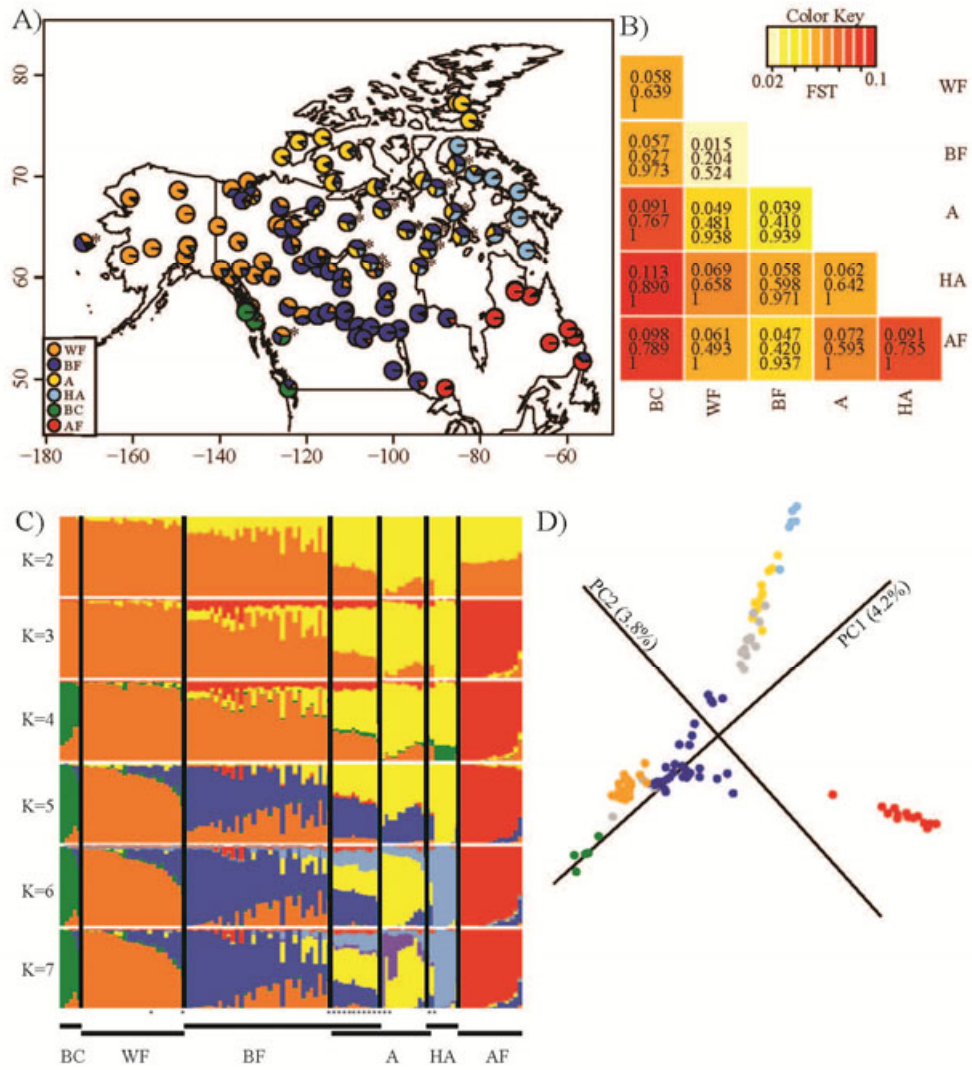 A)
80
70
60
50
−180
−160
−140
−120
−100
−80
−60
WF
BF
A
HA
BC
AF
B)
Color Key
0.02
0.1
FST
0.058
0.639
1
WF
0.057
0.627
0.973
0.015
0.204
0.524
BF
0.091
0.767
1
0.049
0.481
0.938
0.039
0.410
0.939
A
0.113
0.890
1
0.069
0.658
1
0.058
0.598
0.971
0.062
0.642
1
HA
0.098
0.789
1
0.061
0.493
1
0.047
0.420
0.937
0.072
0.593
1
0.091
0.755
1
AF
BC
WF
BF
A
HA
C)
K=2
K=3
K=4
K=5
K=6
K=7
BC WF BF A HA AF
D)
PC2 (3.8%)
PC1 (4.2%)